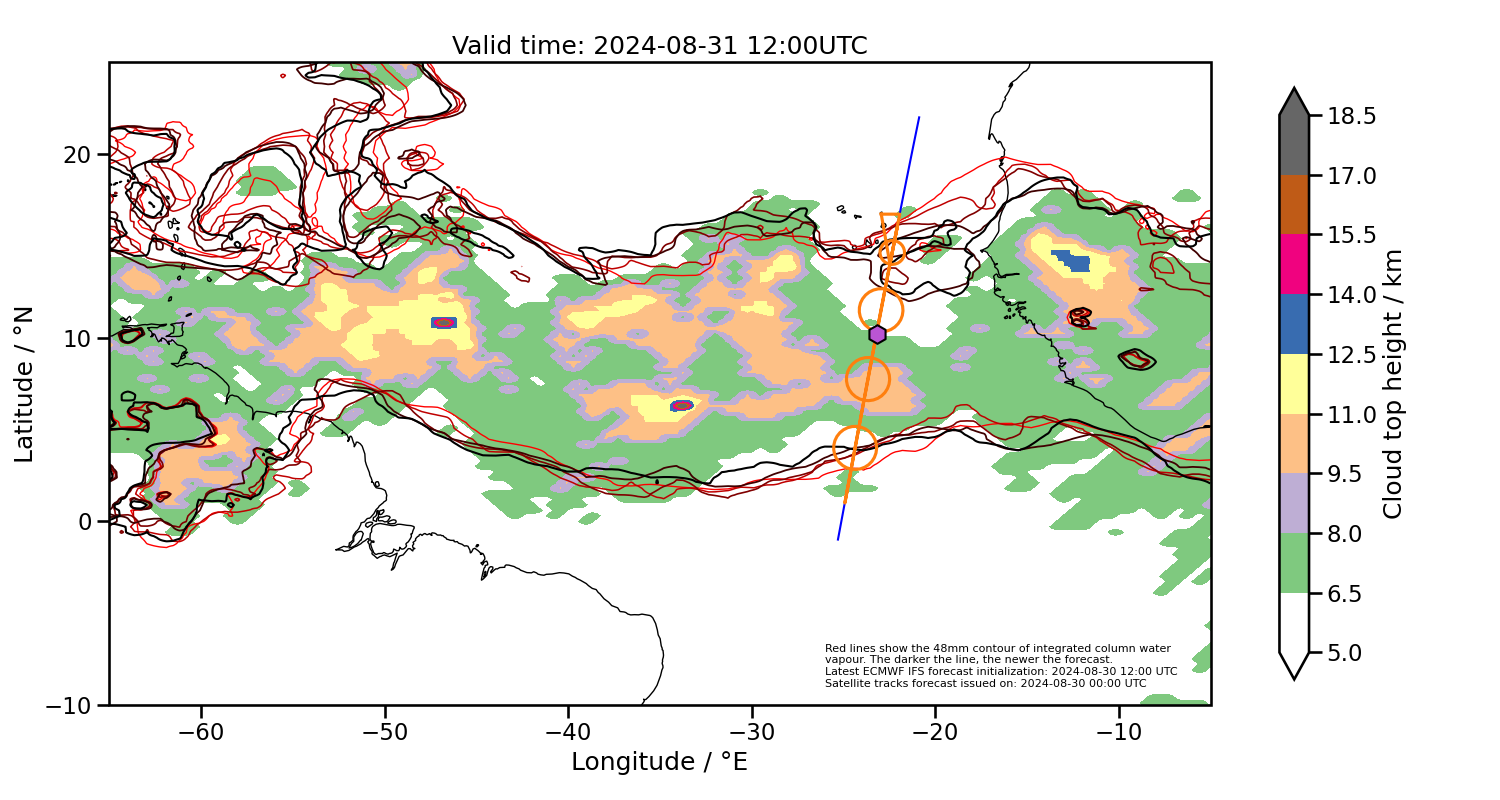 Valid time: 2024-08-31 12:00UTC
20
10
0
−10
Latitude / °N
−60
−50
−40
−30
−20
−10
Longitude / °E
Red lines show the 48mm contour of integrated column water
vapour. The darker the line, the newer the forecast.
Latest ECMWF IFS forecast initialization: 2024-08-30 12:00 UTC
Satellite tracks forecast issued on: 2024-08-30 00:00 UTC
18.5
17.0
15.5
14.0
12.5
11.0
9.5
8.0
6.5
5.0
Cloud top height / km